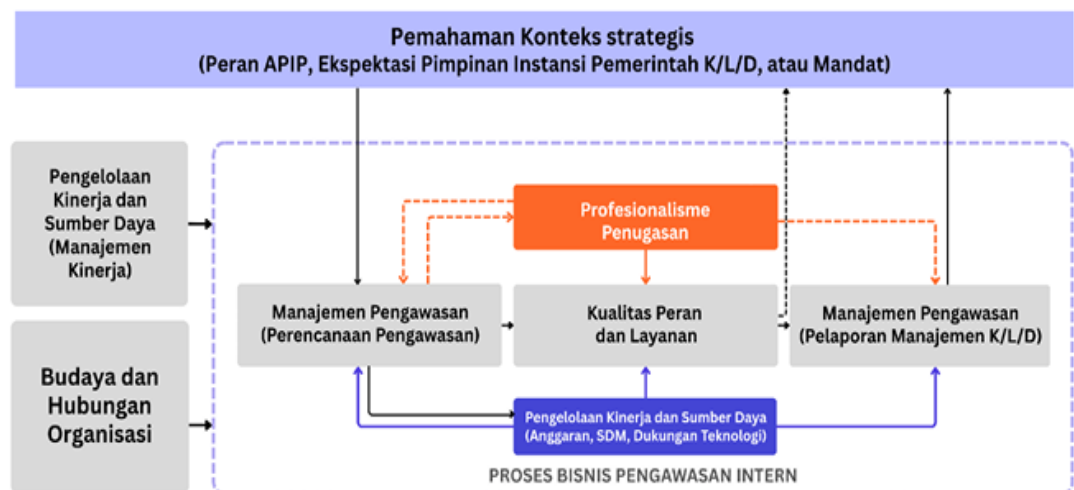 Pemahaman Konteks strategis
(Peran APIP, Ekspektasi Pimpinan Instansi Pemerintah K/L/D, atau Mandat)
Pengelolaan
Kinerja dan
Sumber Daya
(Manajemen
Kinerja)
Budaya dan
Hubungan
Organisasi
Profesionalisme
Penugasan
Manajemen Pengawasan
(Perencanaan Pengawasan)
Kualitas Peran
dan Layanan
Manajemen Pengawasan
(Pelaporan Manajemen K/L/D)
Pengelolaan Kinerja dan Sumber Daya
(Anggaran, SDM, Dukungan Teknologi)
PROSES BISNIS PENGAWASAN INTERN